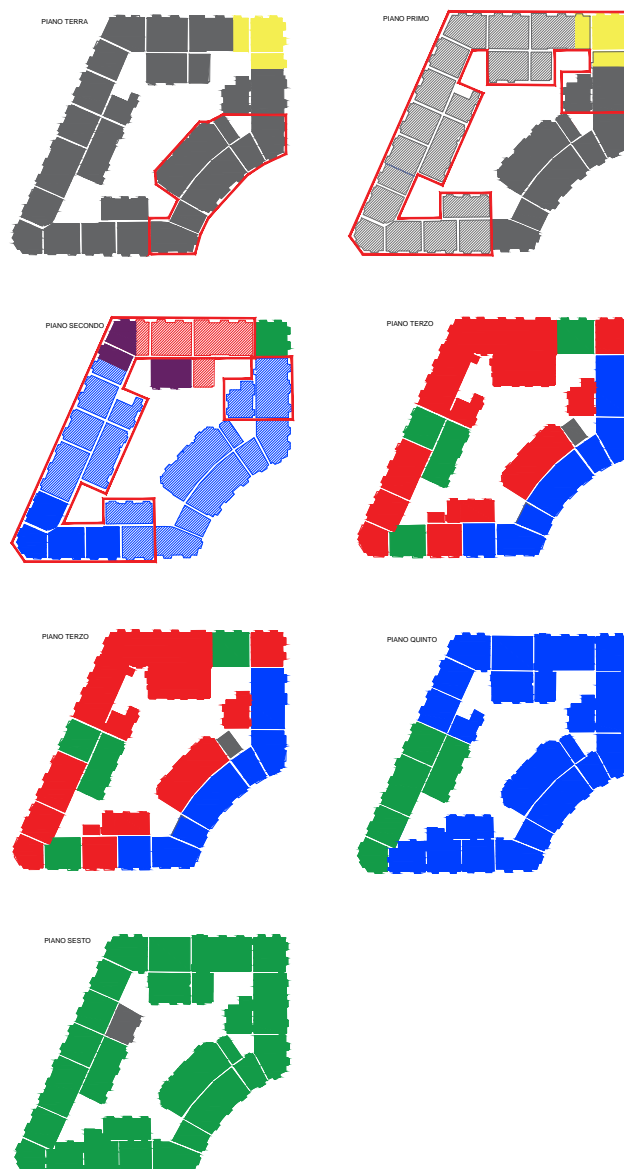 PIANO TERRA
PIANO PRIMO
PIANO SECONDO
PIANO TERZO
PIANO TERZO
PIANO QUINTO
PIANO SESTO